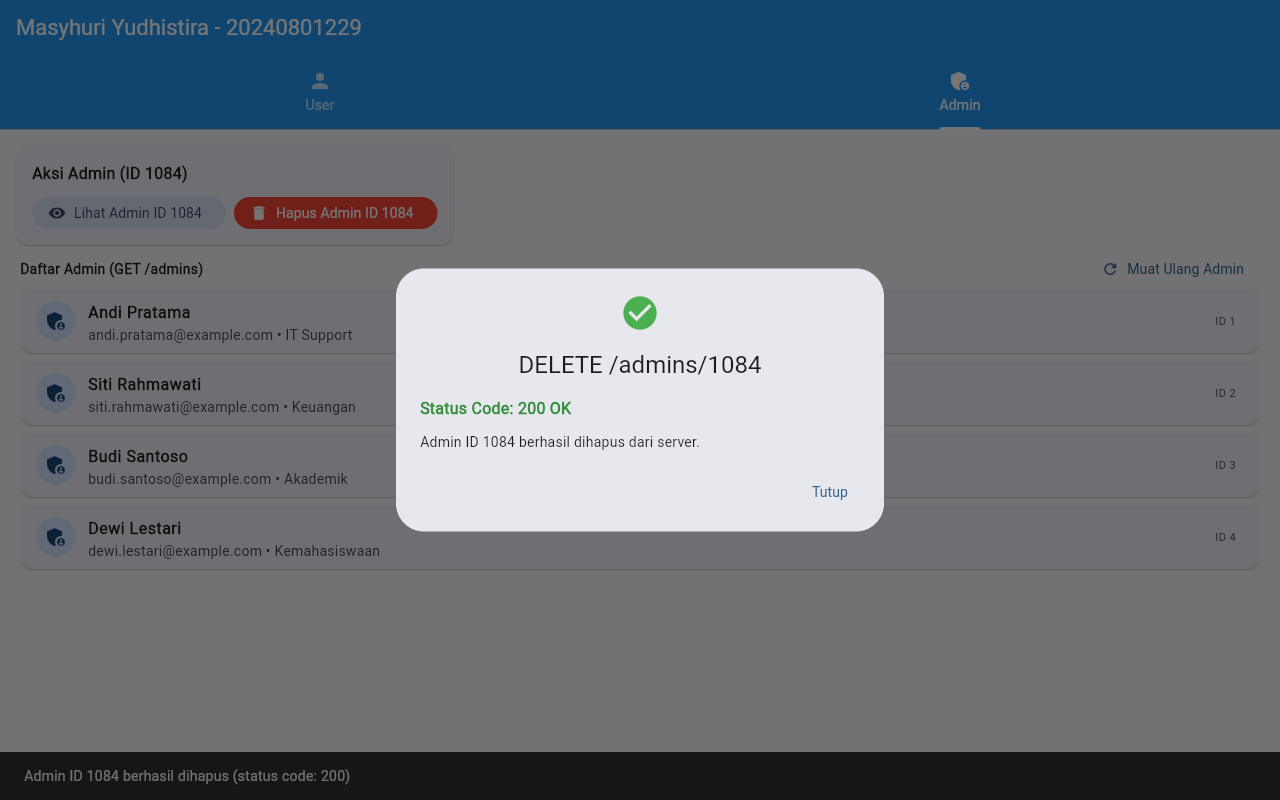 Masyhuri Yudhistira - 20240801229
User
Admin
Aksi Admin (ID 1084)
Lihat Admin ID 1084
Hapus Admin ID 1084
Daftar Admin (GET /admins)
Muat Ulang Admin
Andi Pratama
andi.pratama@example.com • IT Support
ID 1
Siti Rahmawati
siti.rahmawati@example.com • Keuangan
ID 2
Budi Santoso
budi.santoso@example.com • Akademik
ID 3
Dewi Lestari
dewi.lestari@example.com • Kemahasiswaan
ID 4
DELETE /admins/1084
Status Code: 200 OK
Admin ID 1084 berhasil dihapus dari server.
Tutup
Admin ID 1084 berhasil dihapus (status code: 200)